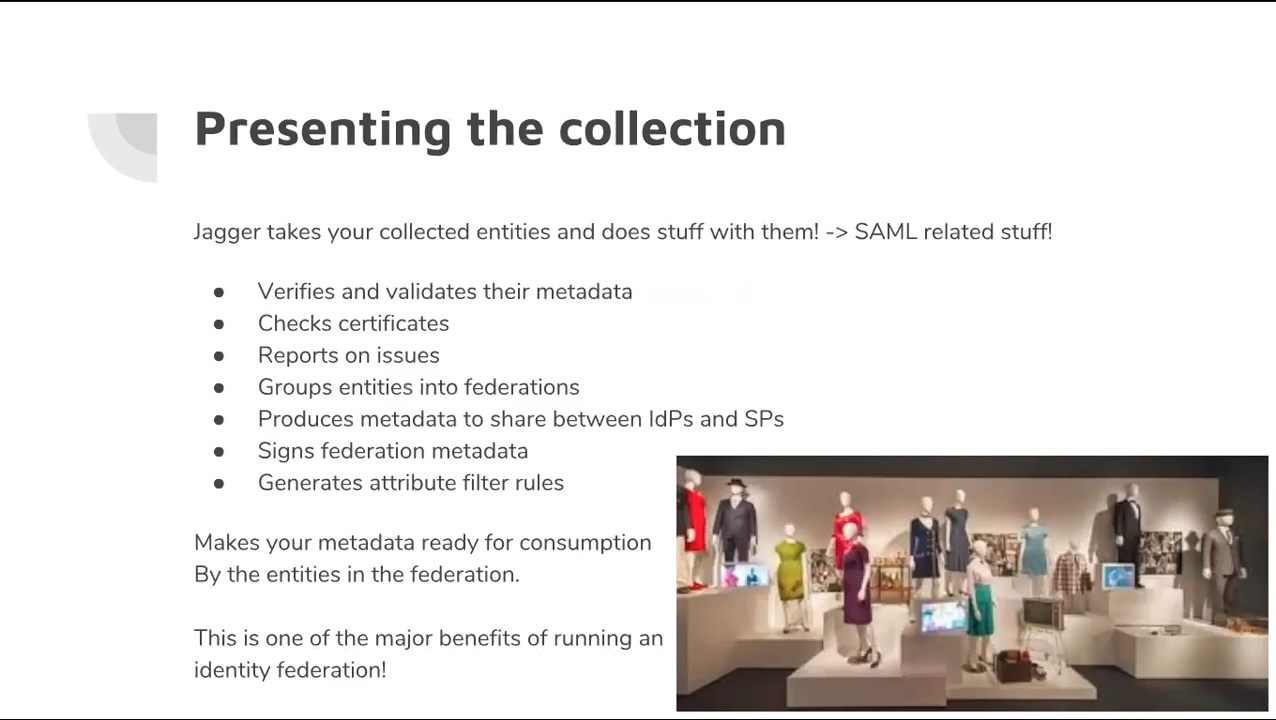 Presenting the collection
Jagger takes your collected entities and does stuff with them! -> SAML related stuff!
● Verifies and validates their metadata
● Checks certificates
● Reports on issues
● Groups entities into federations
● Produces metadata to share between IdPs and SPs
● Signs federation metadata
● Generates attribute filter rules
Makes your metadata ready for consumption
By the entities in the federation.
This is one of the major benefits of running an
identity federation!